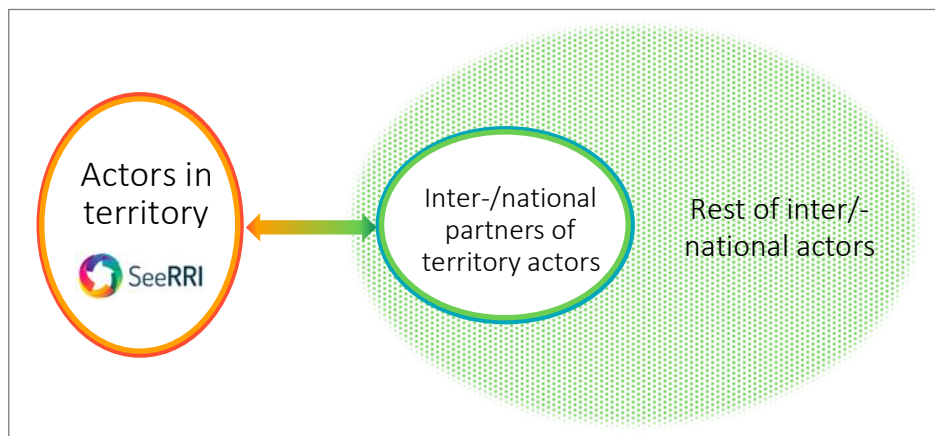 Actors in
territory
SeeRRI
Inter-/national
partners of
territory actors
Rest of inter/-
national actors